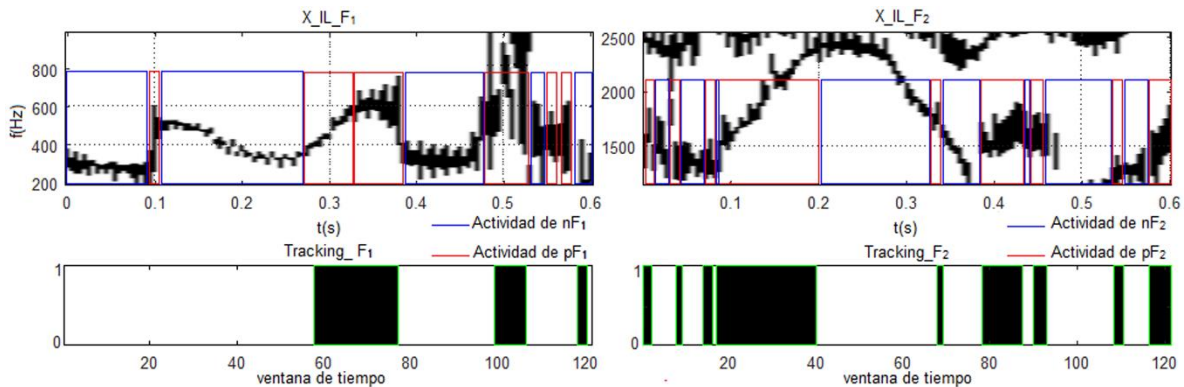 X_IL_F1
f(Hz)
800
600
400
200
0 0.1 0.2 0.3 0.4 0.5 0.6
t(s)
Actividad de nF1
Actividad de pF1
Tracking_ F1
1
0
20 40 60 80 100 120
ventana de tiempo
X_IL_F2
2500
2000
1500
0.1 0.2 0.3 0.4 0.5 0.6
t(s)
Actividad de nF2
Actividad de pF2
Tracking_F2
1
0
20 40 60 80 100 120
ventana de tiempo